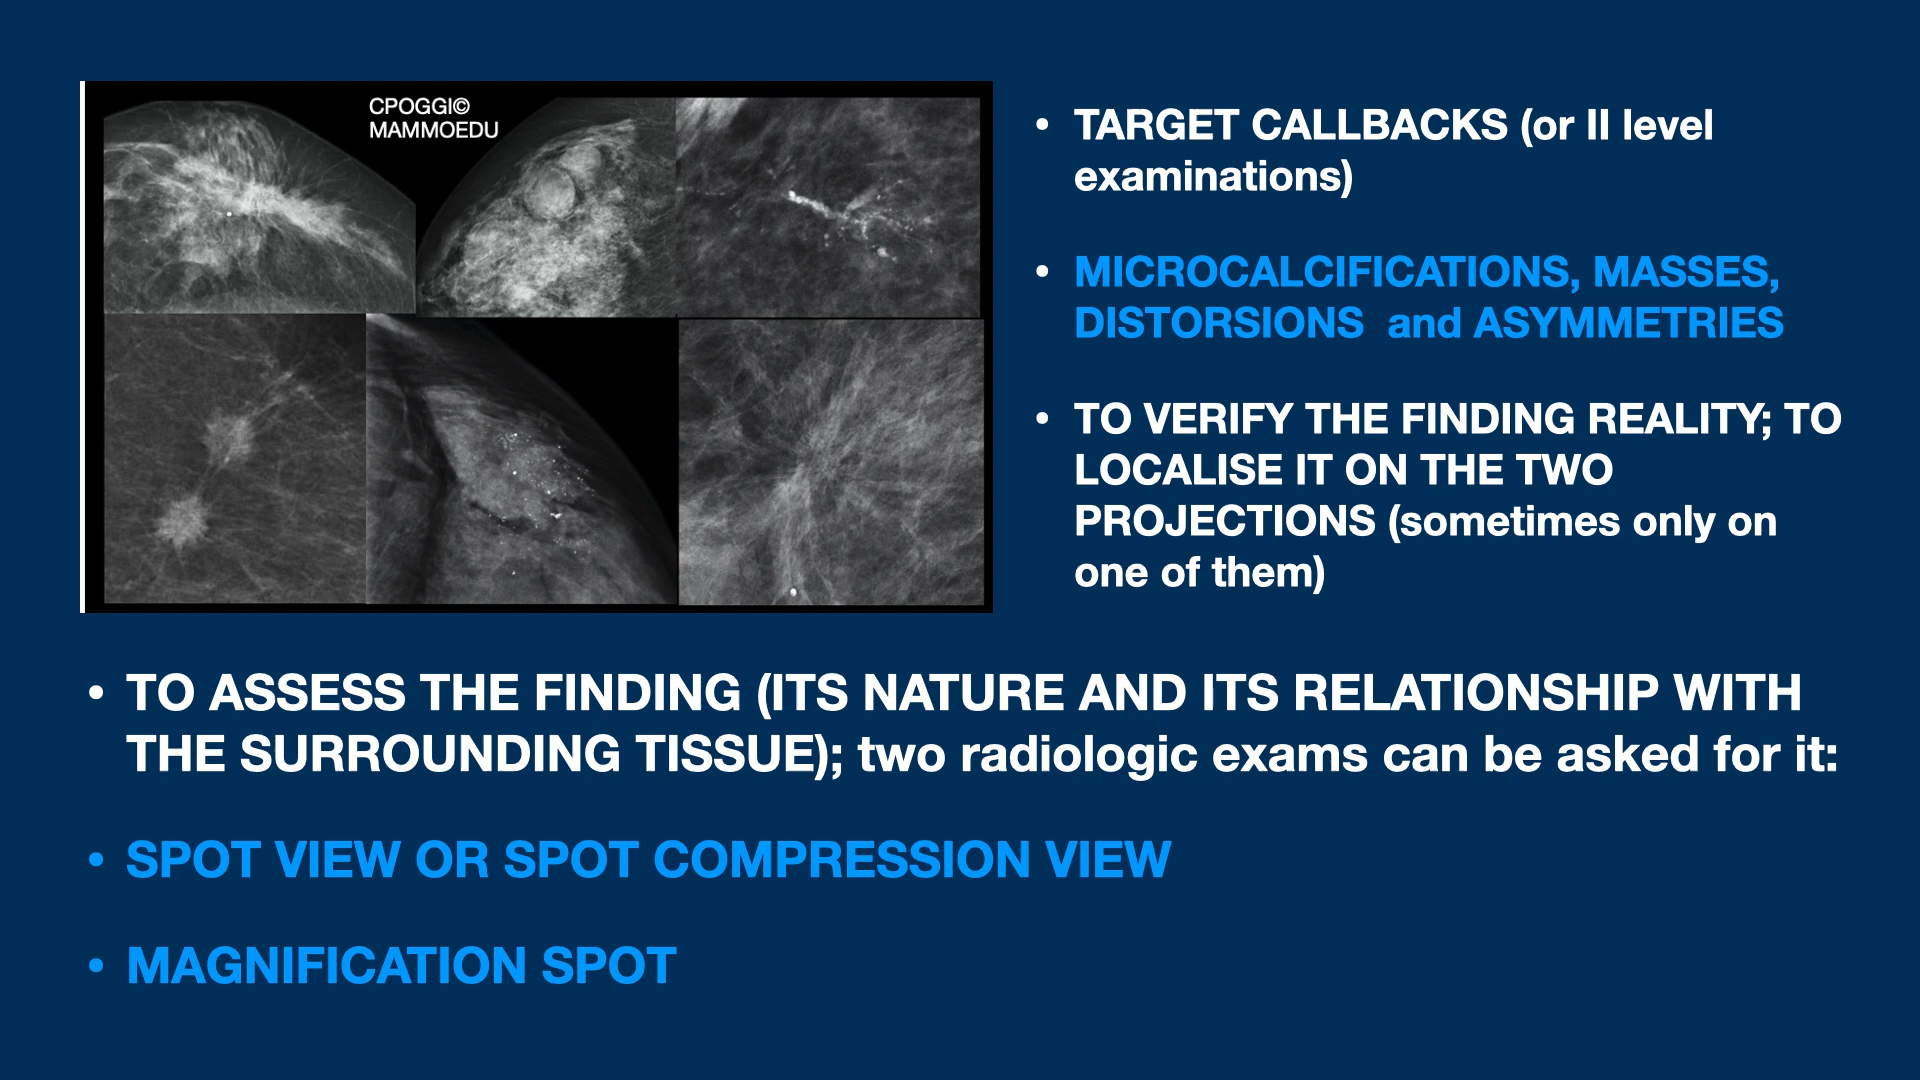 CPOGGI©
MAMMOEDU
• TARGET CALLBACKS (or II level
examinations)
• MICROCALCIFICATIONS, MASSES,
DISTORSIONS and ASYMMETRIES
• TO VERIFY THE FINDING REALITY; TO
LOCALISE IT ON THE TWO
PROJECTIONS (sometimes only on
one of them)
• TO ASSESS THE FINDING (ITS NATURE AND ITS RELATIONSHIP WITH
THE SURROUNDING TISSUE); two radiologic exams can be asked for it:
• SPOT VIEW OR SPOT COMPRESSION VIEW
• MAGNIFICATION SPOT